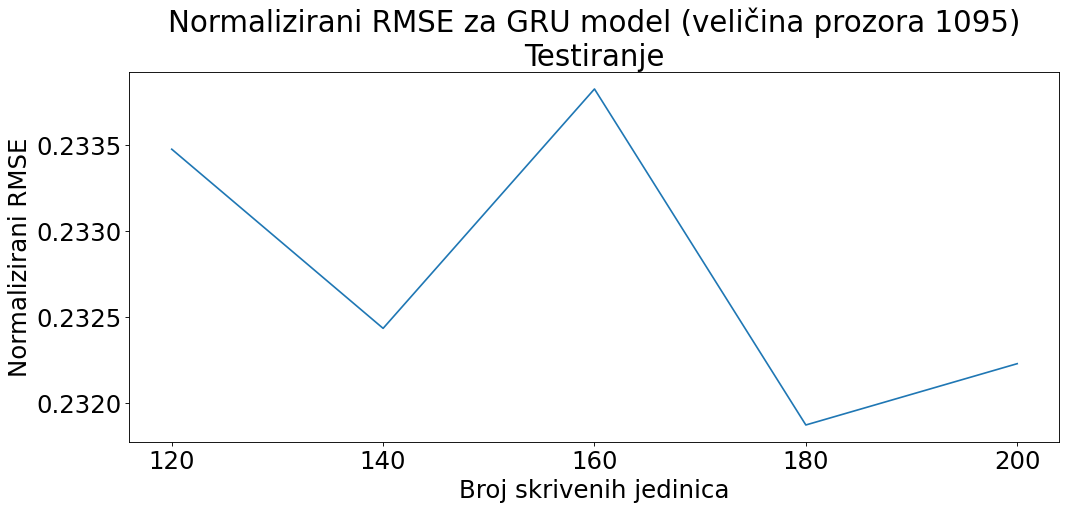 Normalizirani RMSE za GRU model (veličina prozora 1095)
Testiranje
Normalizirani RMSE
0.2335
0.2330
0.2325
0.2320
120 140 160 180 200
Broj skrivenih jedinica